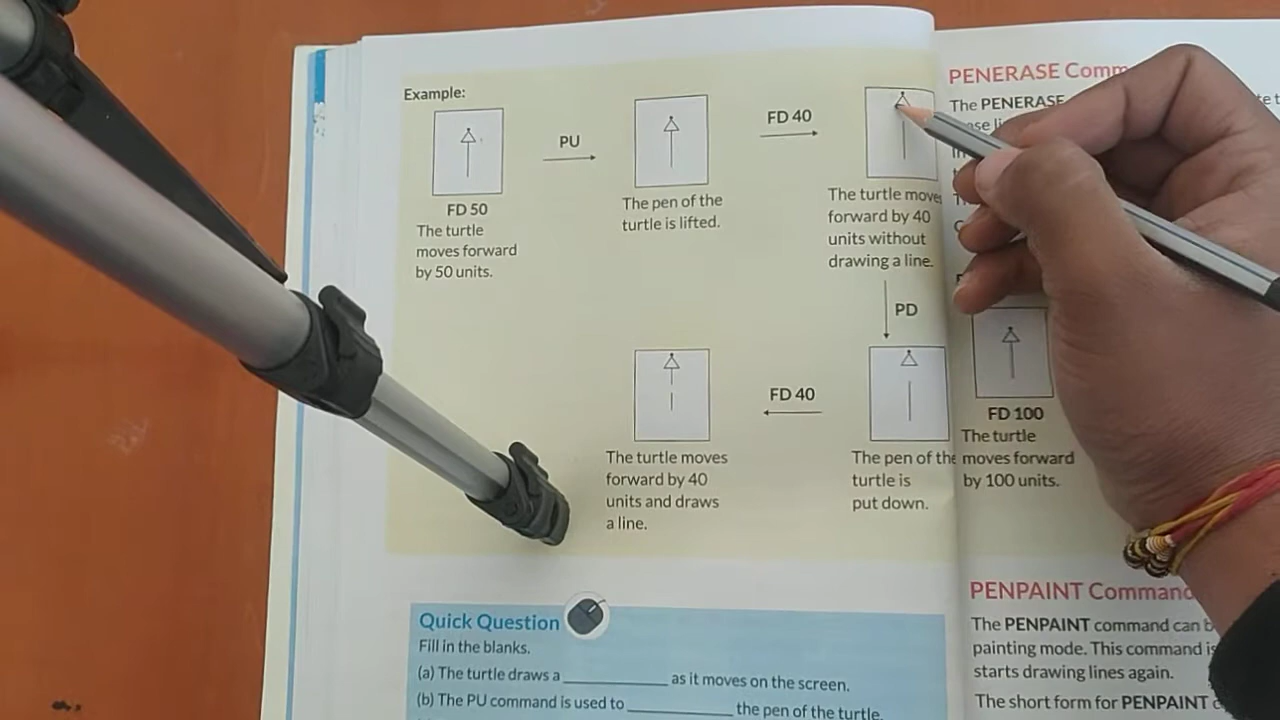 Example:
PU
FD 40
FD 50
The turtle
moves forward
by 50 units.
The pen of the
turtle is lifted.
The turtle moves
forward by 40
units without
drawing a line.
PD
FD 40
The turtle moves
forward by 40
units and draws
a line.
The pen of the
turtle is
put down.
Quick Question
Fill in the blanks.
(a) The turtle draws a __________ as it moves on the screen.
(b) The PU command is used to __________ the pen of the turtle.
PENERASE
The PENERASE
FD 100
The turtle
moves forward
by 100 units.
PENPAINT Command
The PENPAINT command can
painting mode. This command is
starts drawing lines again.
The short form for PENPAINT